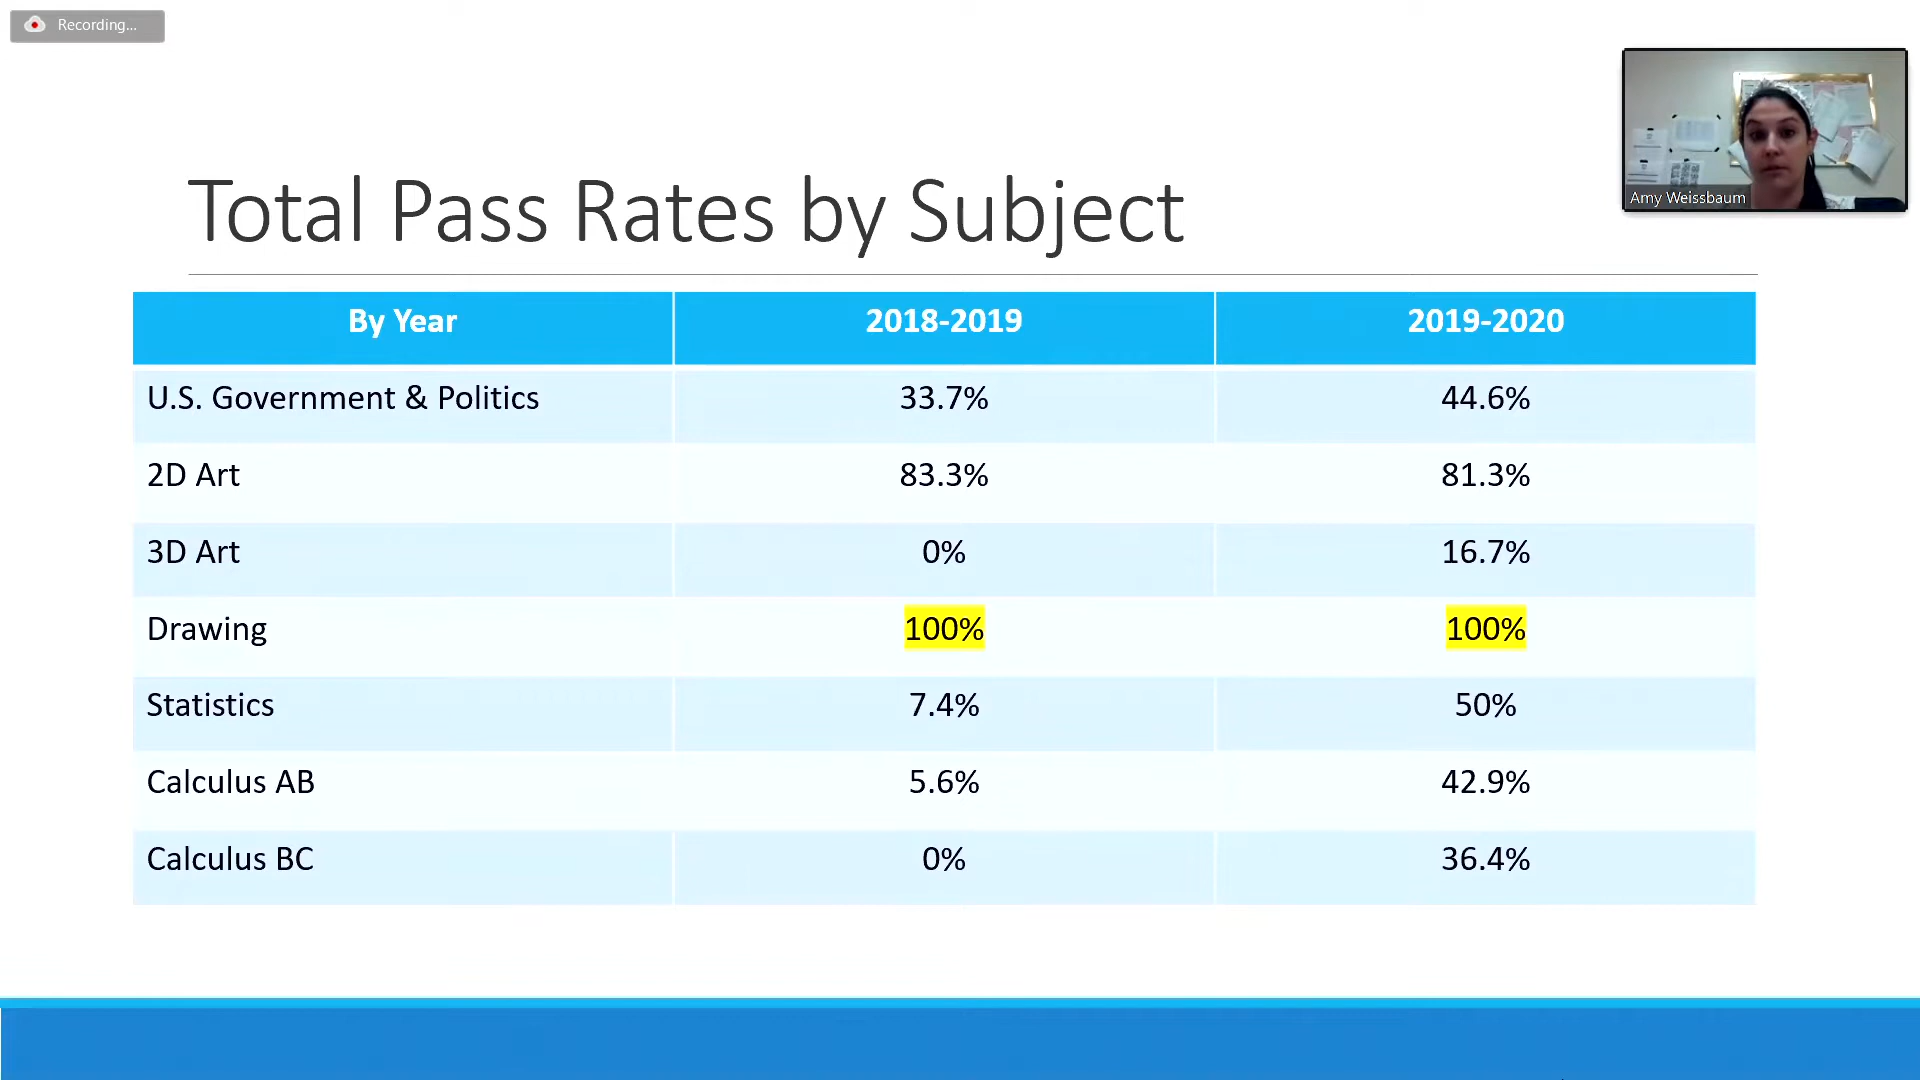 Recording...
Amy Weissbaum
Total Pass Rates by Subject
By Year 2018-2019 2019-2020
U.S. Government & Politics 33.7% 44.6%
2D Art 83.3% 81.3%
3D Art 0% 16.7%
Drawing 100% 100%
Statistics 7.4% 50%
Calculus AB 5.6% 42.9%
Calculus BC 0% 36.4%